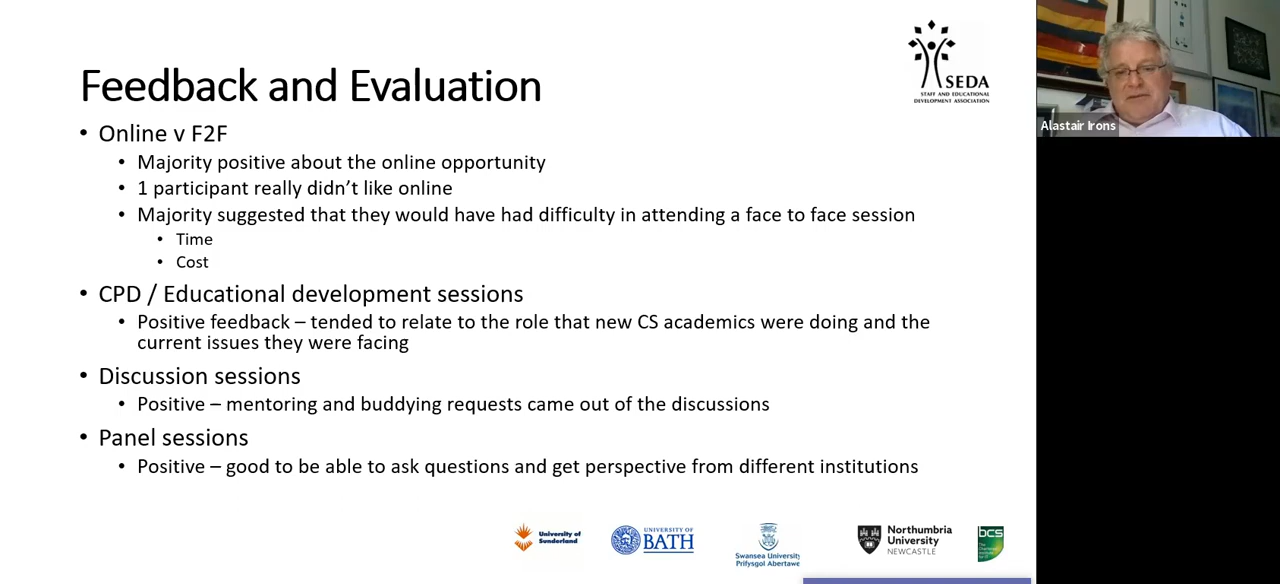 SEDA
STAFF AND EDUCATIONAL
DEVELOPMENT ASSOCIATION
Feedback and Evaluation
• Online v F2F
• Majority positive about the online opportunity
• 1 participant really didn’t like online
• Majority suggested that they would have had difficulty in attending a face to face session
• Time
• Cost
• CPD / Educational development sessions
• Positive feedback – tended to relate to the role that new CS academics were doing and the
current issues they were facing
• Discussion sessions
• Positive – mentoring and buddying requests came out of the discussions
• Panel sessions
• Positive – good to be able to ask questions and get perspective from different institutions
University of
Sunderland
UNIVERSITY OF
BATH
Swansea University
Prifysgol Abertawe
Northumbria
University
NEWCASTLE
bcs
Alastair Irons